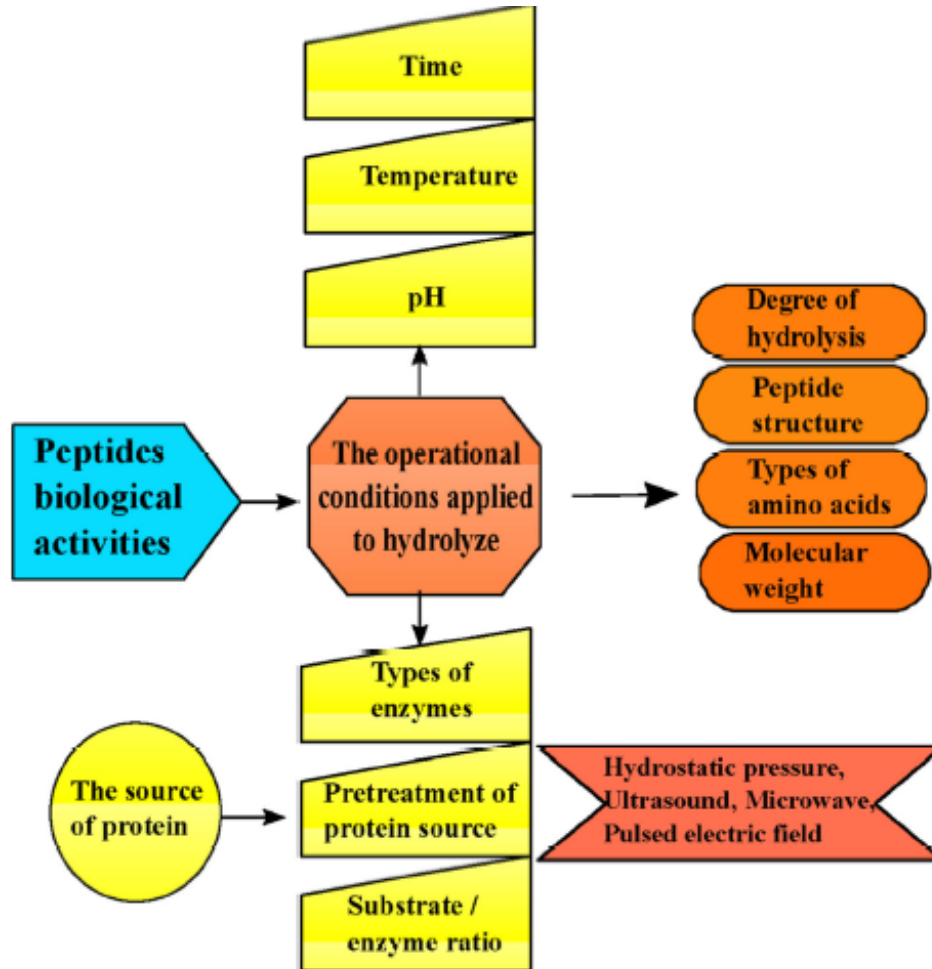 Time
Temperature
pH
Peptides
biological
activities
The operational
conditions applied
to hydrolyze
Degree of
hydrolysis
Peptide
structure
Types of
amino acids
Molecular
weight
Types of
enzymes
The source
of protein
Pretreatment of
protein source
Hydrostatic pressure,
Ultrasound, Microwave,
Pulsed electric field
Substrate /
enzyme ratio